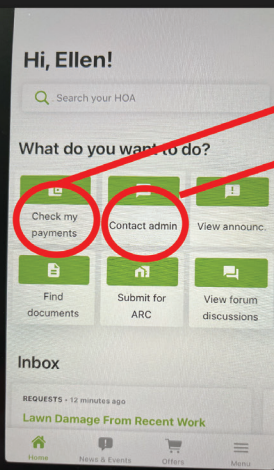 Hi, Ellen!
Search your HOA
What do you want to do?
Check my
payments
Contact admin
View announc.
Find
documents
Submit for
ARC
View forum
discussions
Inbox
REQUESTS • 12 minutes ago
Lawn Damage From Recent Work
Home
News & Events
Offers
Menu